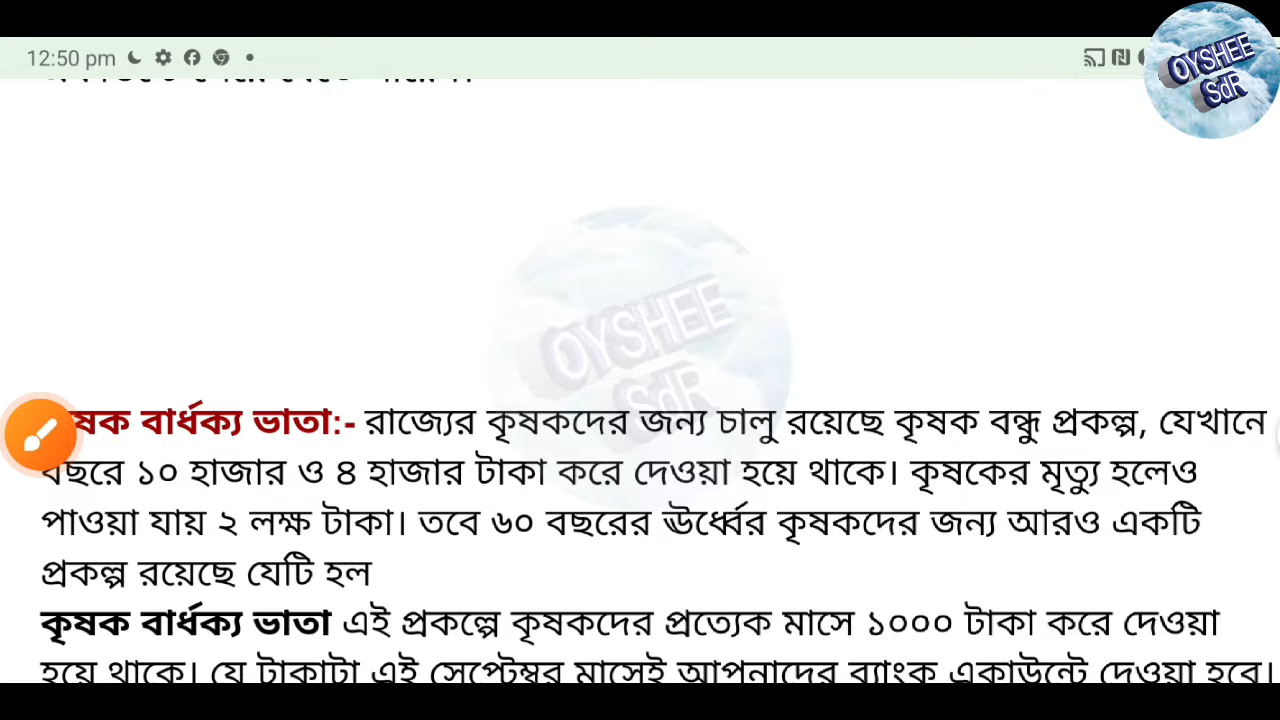 12:50 pm
OYSHEE
SdR
OYSHEE
SdR
কৃষক বার্ধক্য ভাতা:- রাজ্যের কৃষকদের জন্য চালু রয়েছে কৃষক বন্ধু প্রকল্প, যেখানে
বছরে ১০ হাজার ও ৪ হাজার টাকা করে দেওয়া হয়ে থাকে। কৃষকের মৃত্যু হলেও
পাওয়া যায় ২ লক্ষ টাকা। তবে ৬০ বছরের ঊর্ধ্বের কৃষকদের জন্য আরও একটি
প্রকল্প রয়েছে যেটি হল
কৃষক বার্ধক্য ভাতা এই প্রকল্পে কৃষকদের প্রত্যেক মাসে ১০০০ টাকা করে দেওয়া
হয়ে থাকে। যে টাকাটা এই সেপ্টেম্বর মাসেই আপনাদের ব্যাংক একাউন্টে দেওয়া হবে।